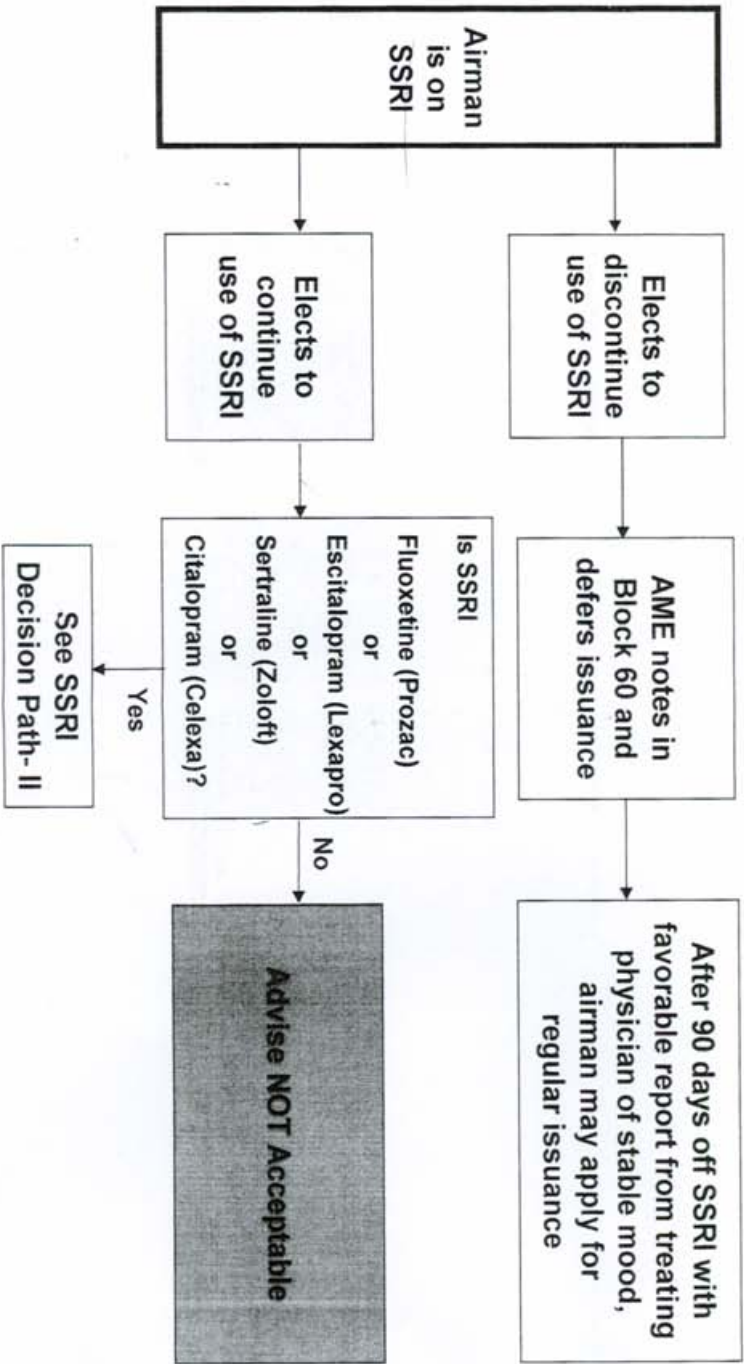 Airman
is on
SSRI
Elects to
discontinue
use of SSRI
AME notes in
Block 60 and
defers issuance
After 90 days off SSRI with
favorable report from treating
physician of stable mood,
airman may apply for
regular issuance
Elects to
continue
use of SSRI
Is SSRI
Fluoxetine (Prozac)
or
Escitalopram (Lexapro)
or
Sertraline (Zoloft)
or
Citalopram (Celexa)?
No
Advise NOT Acceptable
Yes
See SSRI
Decision Path- II